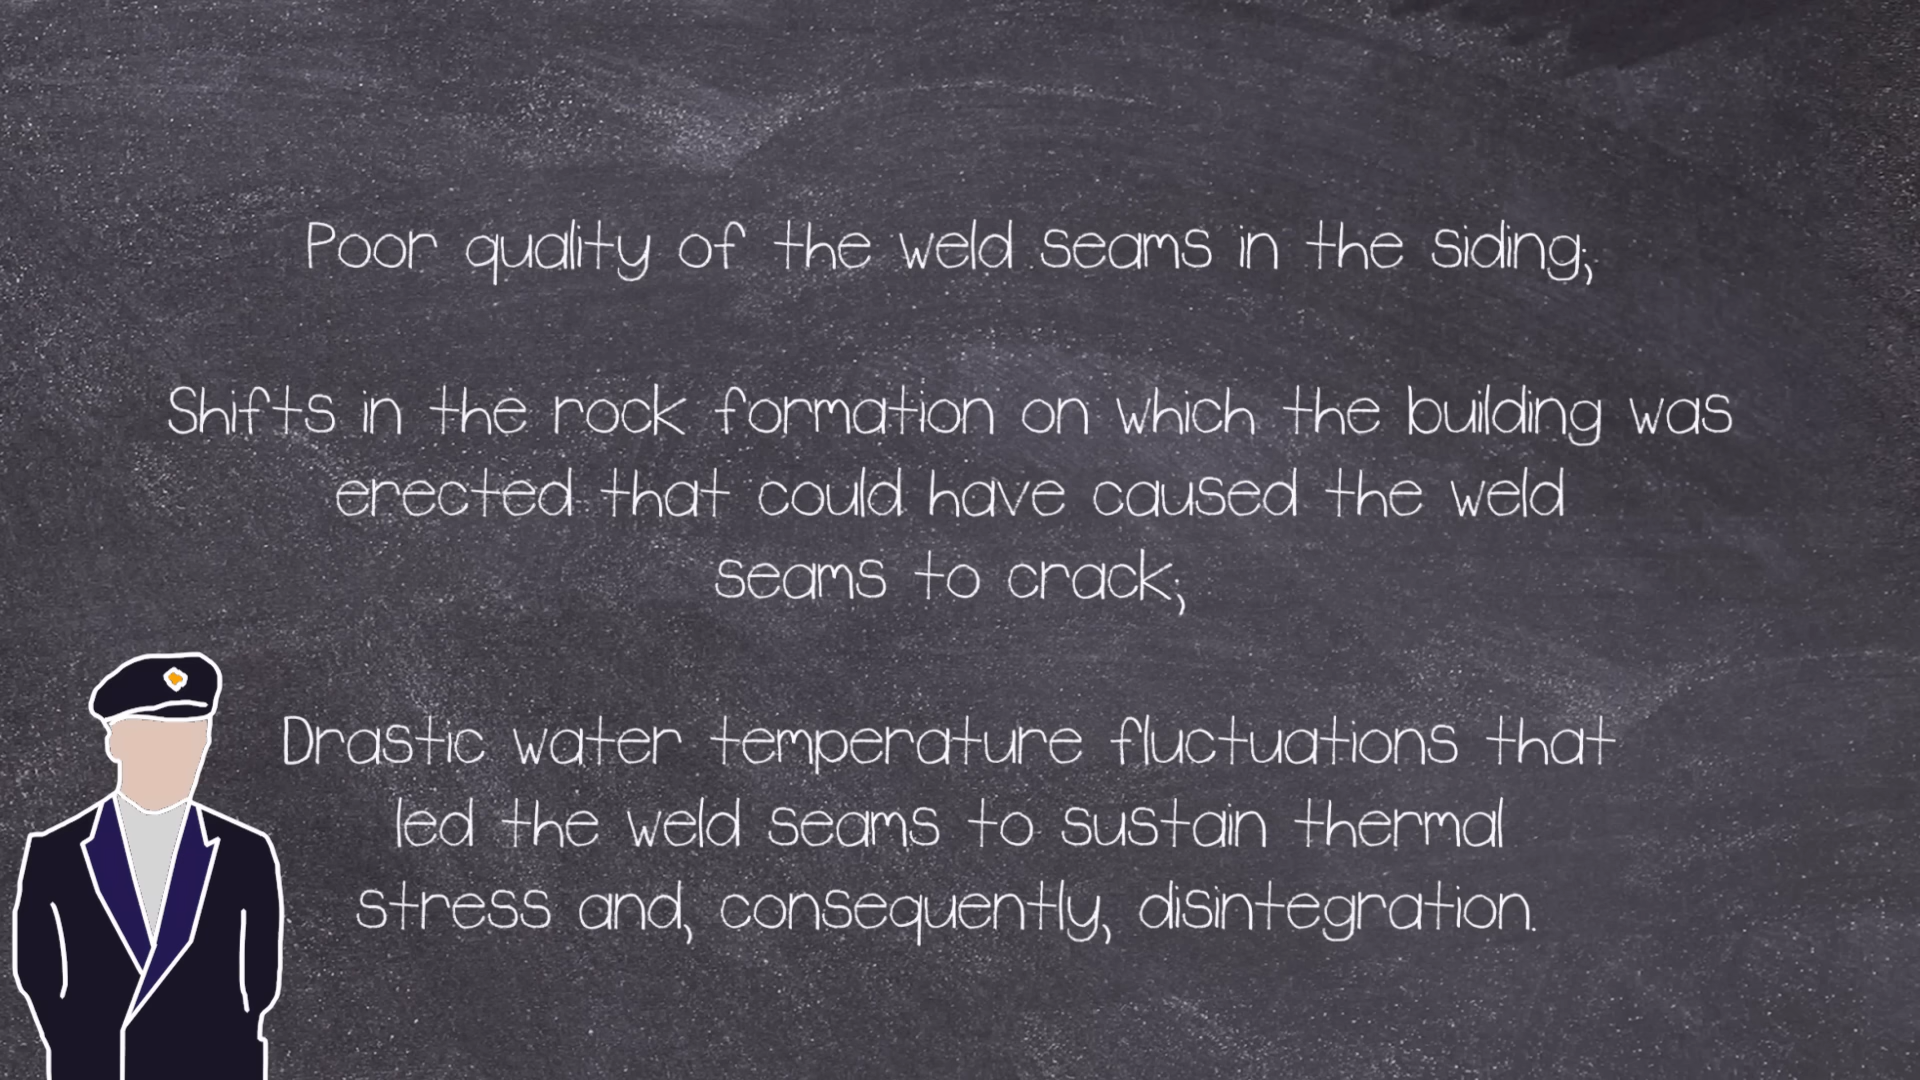 Poor quality of the weld seams in the siding;
Shifts in the rock formation on which the building was
erected that could have caused the weld
seams to crack;
Drastic water temperature fluctuations that
led the weld seams to sustain thermal
stress and, consequently, disintegration.